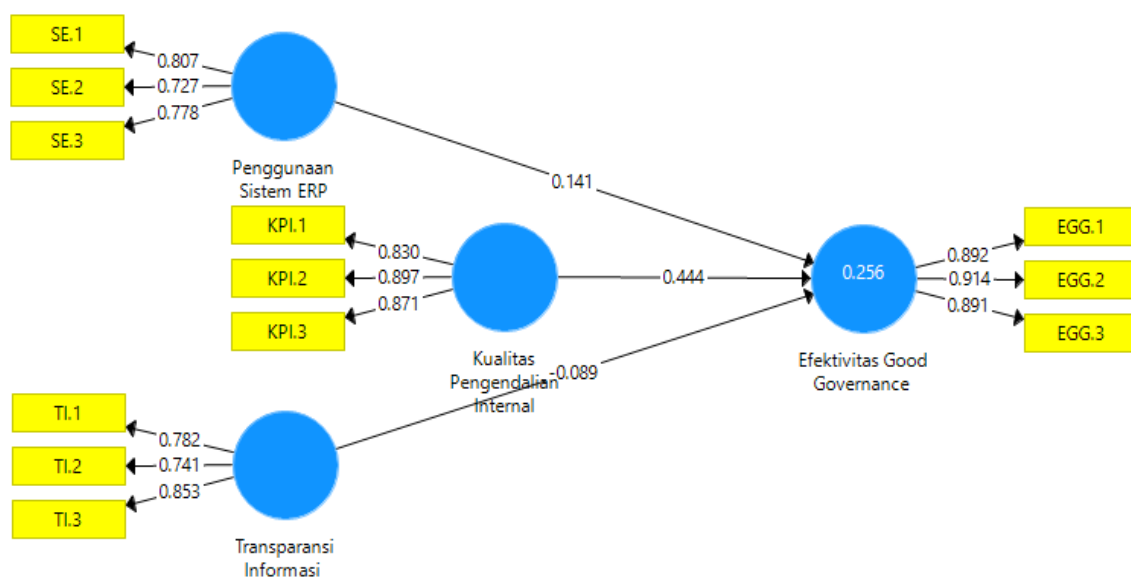 SE.1
0.807
SE.2
0.727
SE.3
0.778
Penggunaan
Sistem ERP
0.141
KPI.1
0.830
KPI.2
0.897
KPI.3
0.871
0.444
Kualitas
Pengendalian
Internal
-0.089
TI.1
0.782
TI.2
0.741
TI.3
0.853
Transparansi
Informasi
0.256
Efektivitas Good
Governance
0.892
EGG.1
0.914
EGG.2
0.891
EGG.3